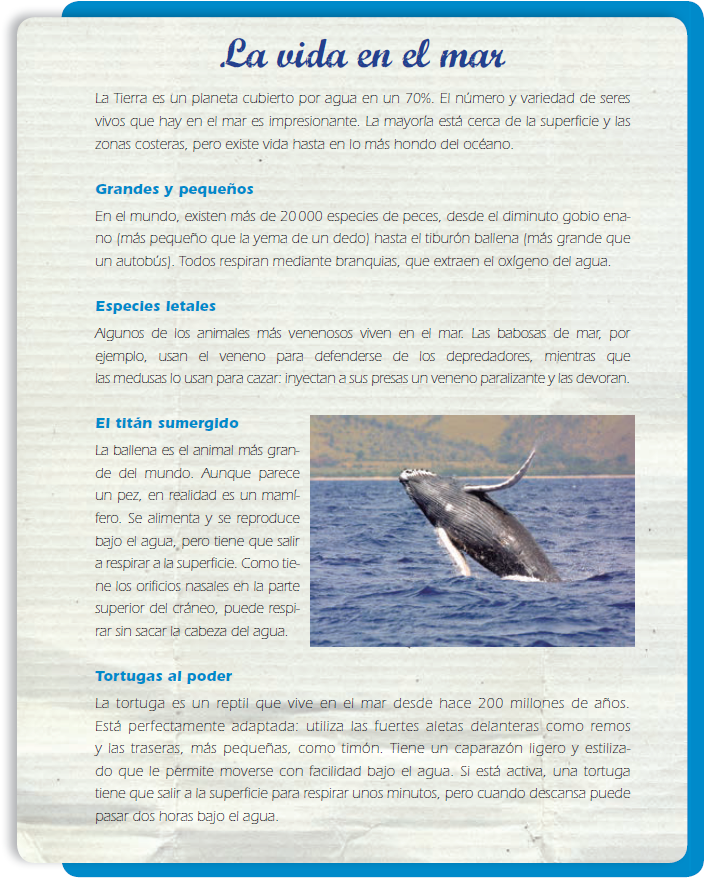 La vida en el mar
La Tierra es un planeta cubierto por agua en un 70%. El número y variedad de seres
vivos que hay en el mar es impresionante. La mayoría está cerca de la superficie y las
zonas costeras, pero existe vida hasta en lo más hondo del océano.
Grandes y pequeños
En el mundo, existen más de 20 000 especies de peces, desde el diminuto gobio ena-
no (más pequeño que la yema de un dedo) hasta el tiburón ballena (más grande que
un autobús). Todos respiran mediante branquias, que extraen el oxígeno del agua.
Especies letales
Algunos de los animales más venenosos viven en el mar. Las babosas de mar, por
ejemplo, usan el veneno para defenderse de los depredadores, mientras que
las medusas lo usan para cazar: inyectan a sus presas un veneno paralizante y las devoran.
El titán sumergido
La ballena es el animal más gran-
de del mundo. Aunque parece
un pez, en realidad es un mamí-
fero. Se alimenta y se reproduce
bajo el agua, pero tiene que salir
a respirar a la superficie. Como tie-
ne los orificios nasales en la parte
superior del cráneo, puede respi-
rar sin sacar la cabeza del agua.
Tortugas al poder
La tortuga es un reptil que vive en el mar desde hace 200 millones de años.
Está perfectamente adaptada: utiliza las fuertes aletas delanteras como remos
y las traseras, más pequeñas, como timón. Tiene un caparazón ligero y estiliza-
do que le permite moverse con facilidad bajo el agua. Si está activa, una tortuga
tiene que salir a la superficie para respirar unos minutos, pero cuando descansa puede
pasar dos horas bajo el agua.